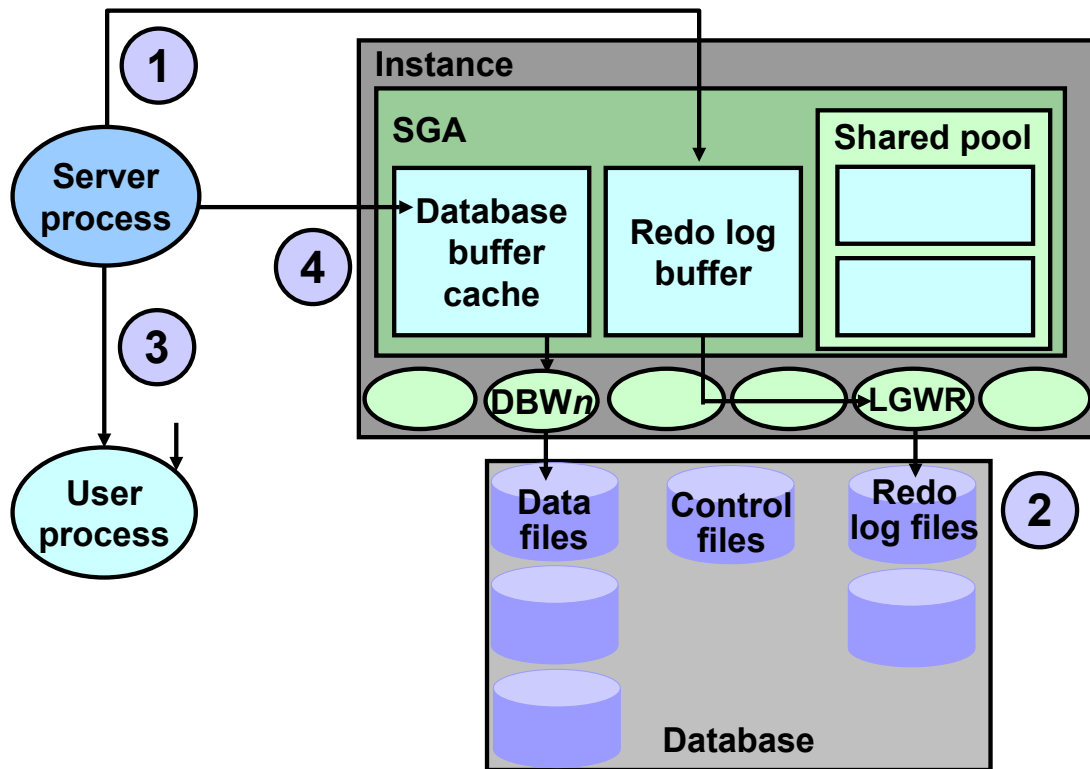 1
Instance
SGA
Shared pool
Server
process
Database
buffer
cache
Redo log
buffer
4
3
DBWn
LGWR
User
process
Data
files
Control
files
Redo
log files
2
Database